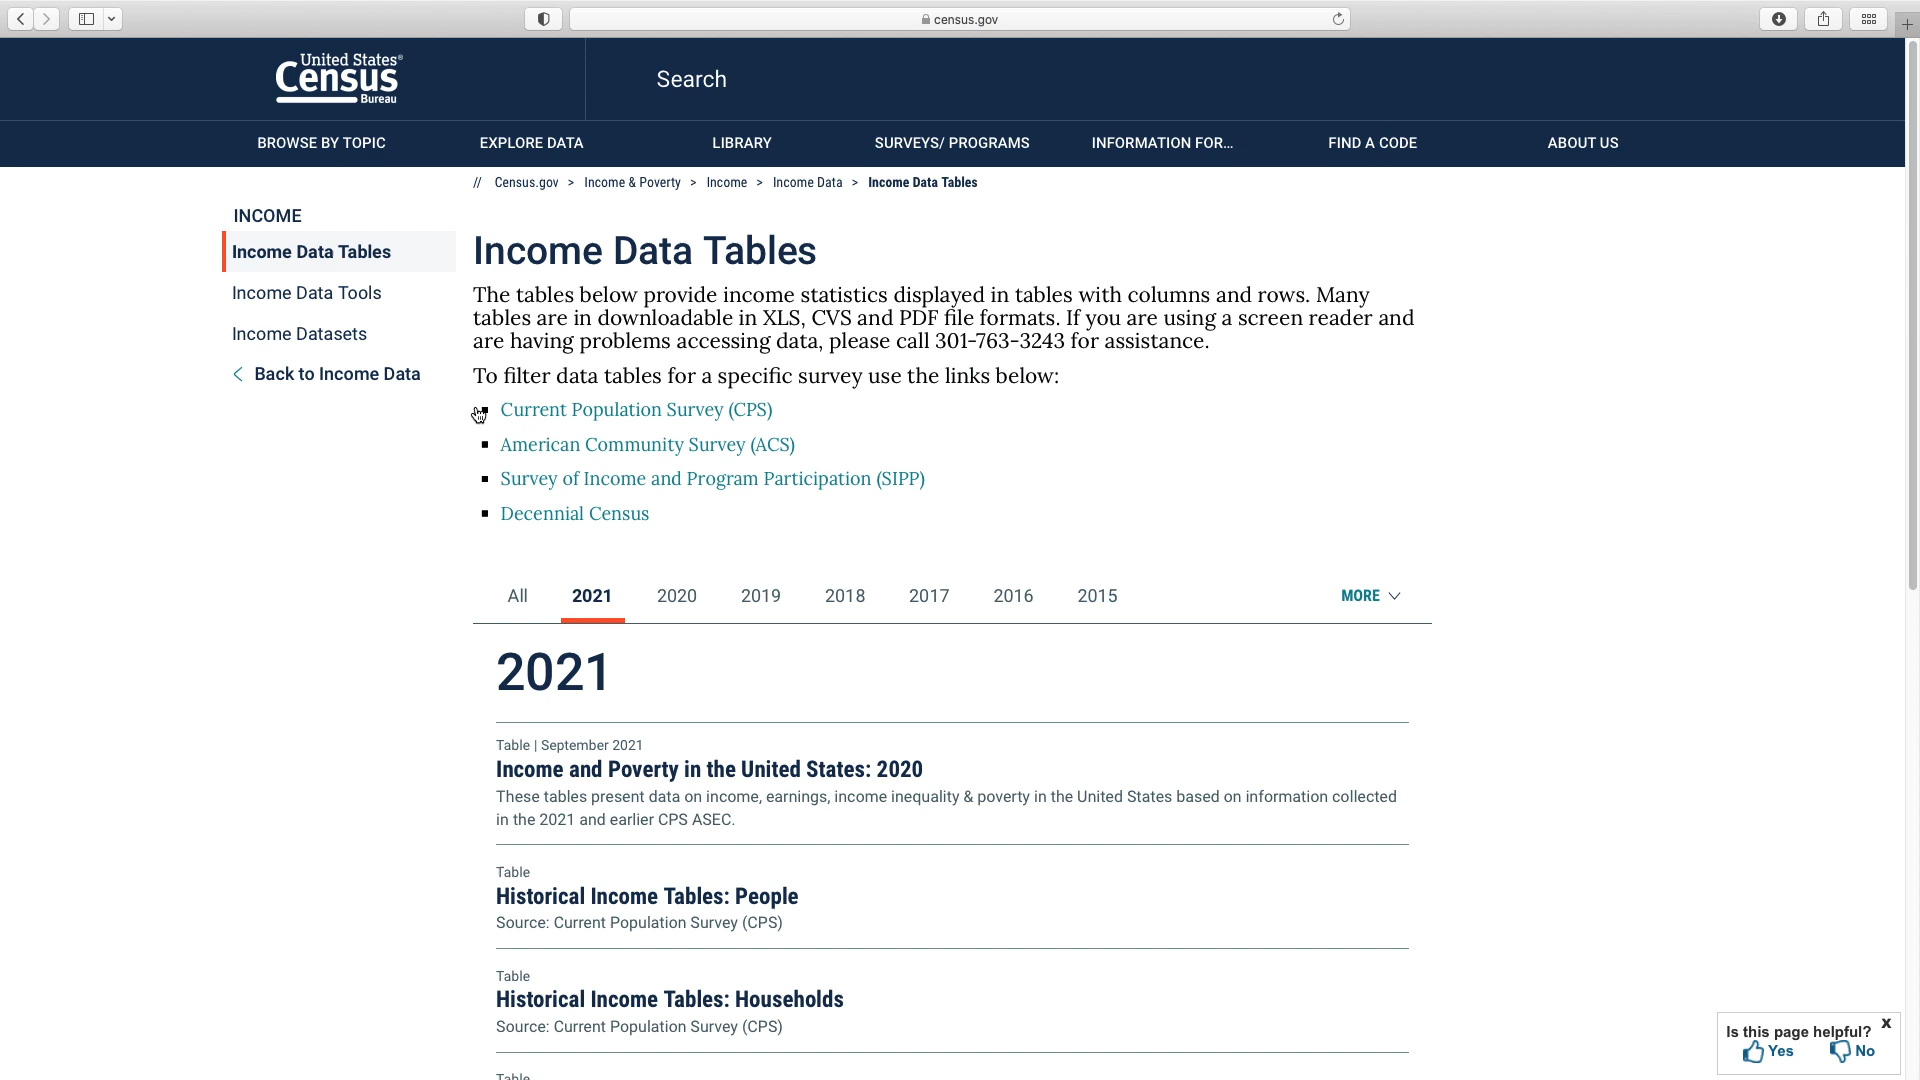 census.gov
United States®
Census
Bureau
Search
BROWSE BY TOPIC
EXPLORE DATA
LIBRARY
SURVEYS/ PROGRAMS
INFORMATION FOR...
FIND A CODE
ABOUT US
// Census.gov > Income & Poverty > Income > Income Data > Income Data Tables
INCOME
Income Data Tables
Income Data Tools
Income Datasets
Back to Income Data
Income Data Tables
The tables below provide income statistics displayed in tables with columns and rows. Many
tables are in downloadable in XLS, CVS and PDF file formats. If you are using a screen reader and
are having problems accessing data, please call 301-763-3243 for assistance.
To filter data tables for a specific survey use the links below:
Current Population Survey (CPS)
American Community Survey (ACS)
Survey of Income and Program Participation (SIPP)
Decennial Census
All 2021 2020 2019 2018 2017 2016 2015 MORE
2021
Table | September 2021
Income and Poverty in the United States: 2020
These tables present data on income, earnings, income inequality & poverty in the United States based on information collected
in the 2021 and earlier CPS ASEC.
Table
Historical Income Tables: People
Source: Current Population Survey (CPS)
Table
Historical Income Tables: Households
Source: Current Population Survey (CPS)
Table
Is this page helpful? X
Yes No